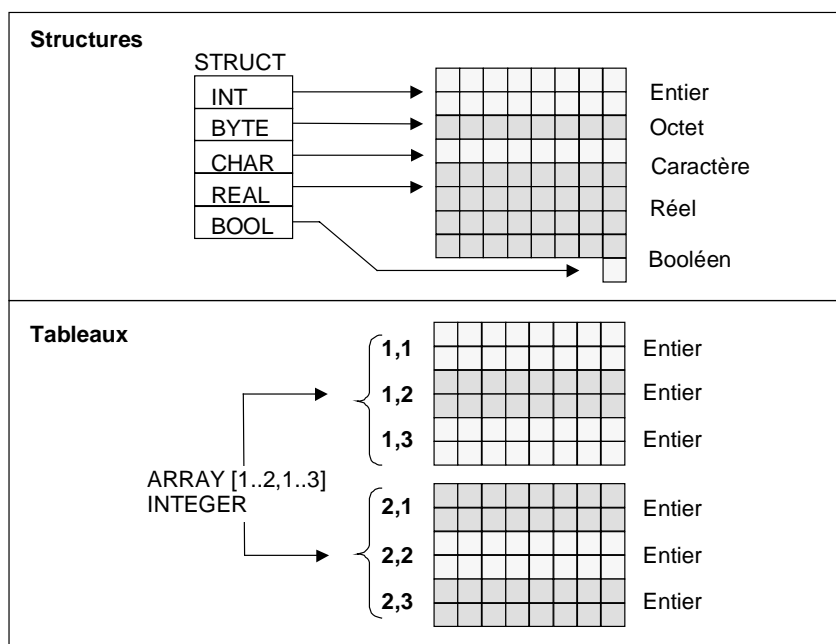 Structures
STRUCT
INT
BYTE
CHAR
REAL
BOOL
Entier
Octet
Caractère
Réel
Booléen
Tableaux
ARRAY [1..2,1..3]
INTEGER
1,1
1,2
1,3
Entier
Entier
Entier
2,1
2,2
2,3
Entier
Entier
Entier